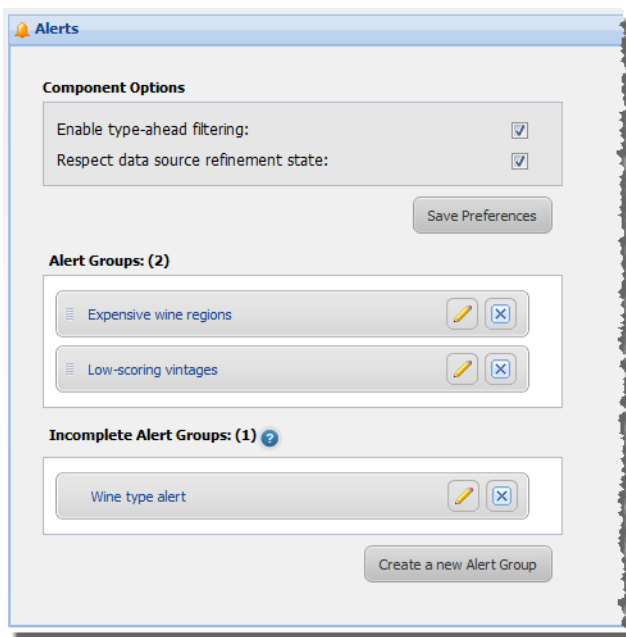 Alerts
Component Options
Enable type-ahead filtering:
Respect data source refinement state:
Save Preferences
Alert Groups: (2)
Expensive wine regions
Low-scoring vintages
Incomplete Alert Groups: (1) ?
Wine type alert
Create a new Alert Group